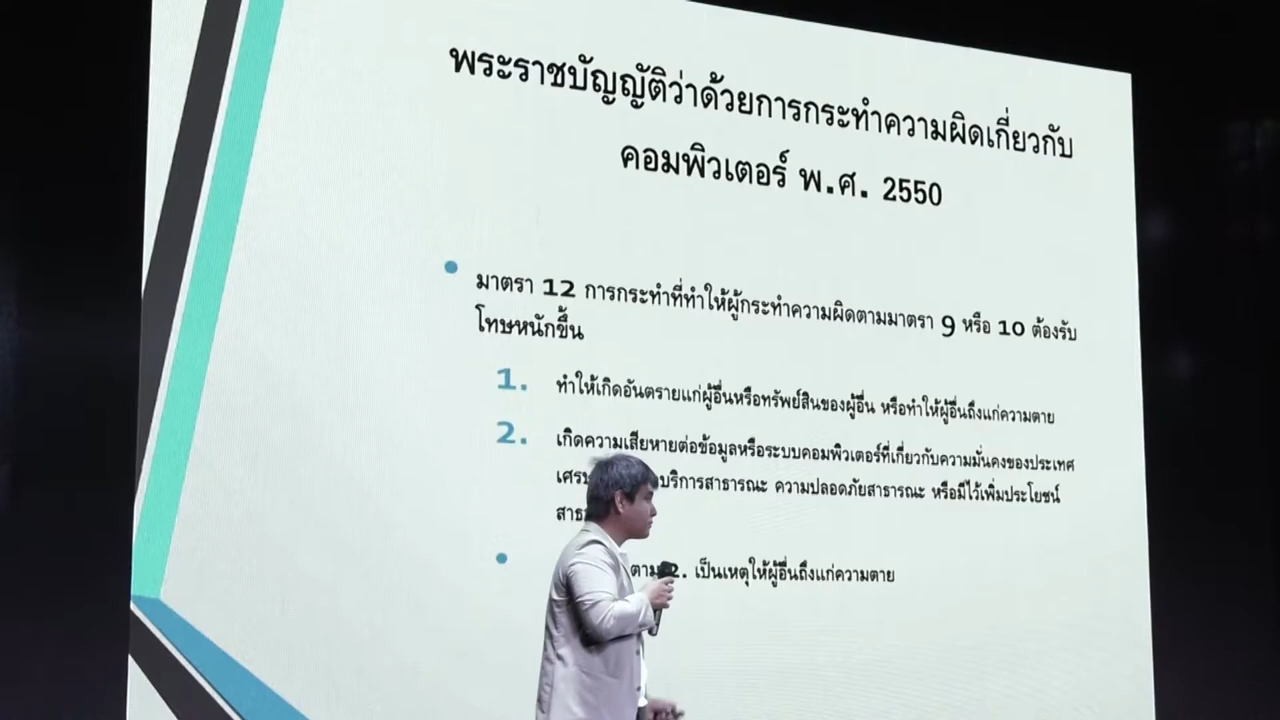 พระราชบัญญัติว่าด้วยการกระทำความผิดเกี่ยวกับ
คอมพิวเตอร์ พ.ศ. 2550
• มาตรา 12 การกระทำที่ทำให้ผู้กระทำความผิดตามมาตรา 9 หรือ 10 ต้องรับ
โทษหนักขึ้น
1. ทำให้เกิดอันตรายแก่ผู้อื่นหรือทรัพย์สินของผู้อื่น หรือทำให้ผู้อื่นถึงแก่ความตาย
2. เกิดความเสียหายต่อข้อมูลหรือระบบคอมพิวเตอร์ที่เกี่ยวกับความมั่นคงของประเทศ
บริการสาธารณะ ความปลอดภัยสาธารณะ หรือมีไว้เพิ่มประโยชน์
• ตาม 2. เป็นเหตุให้ผู้อื่นถึงแก่ความตาย